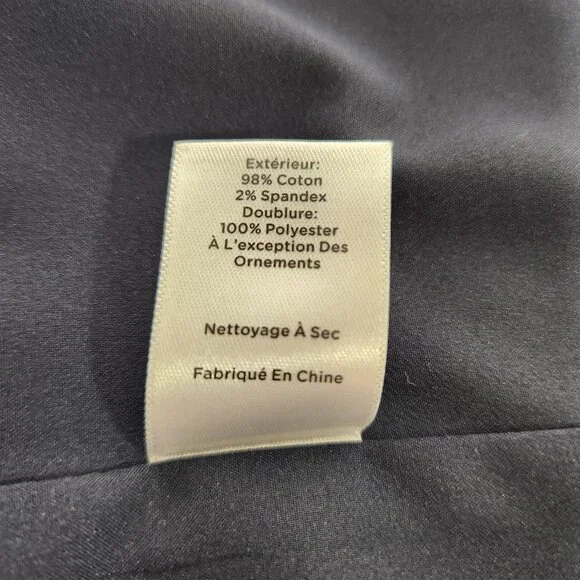 Extérieur:
98% Coton
2% Spandex
Doublure:
100% Polyester
À L'exception Des
Ornements
Nettoyage À Sec
Fabriqué En Chine